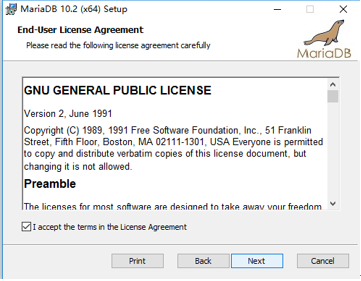 MariaDB 10.2 (x64) Setup
End-User License Agreement
Please read the following license agreement carefully
MariaDB
GNU GENERAL PUBLIC LICENSE
Version 2, June 1991
Copyright (C) 1989, 1991 Free Software Foundation, Inc., 51 Franklin
Street, Fifth Floor, Boston, MA 02111-1301, USA Everyone is permitted
to copy and distribute verbatim copies of this license document, but
changing it is not allowed.
Preamble
The licenses for most software are designed to take away your freedom
I accept the terms in the License Agreement
Print
Back
Next
Cancel